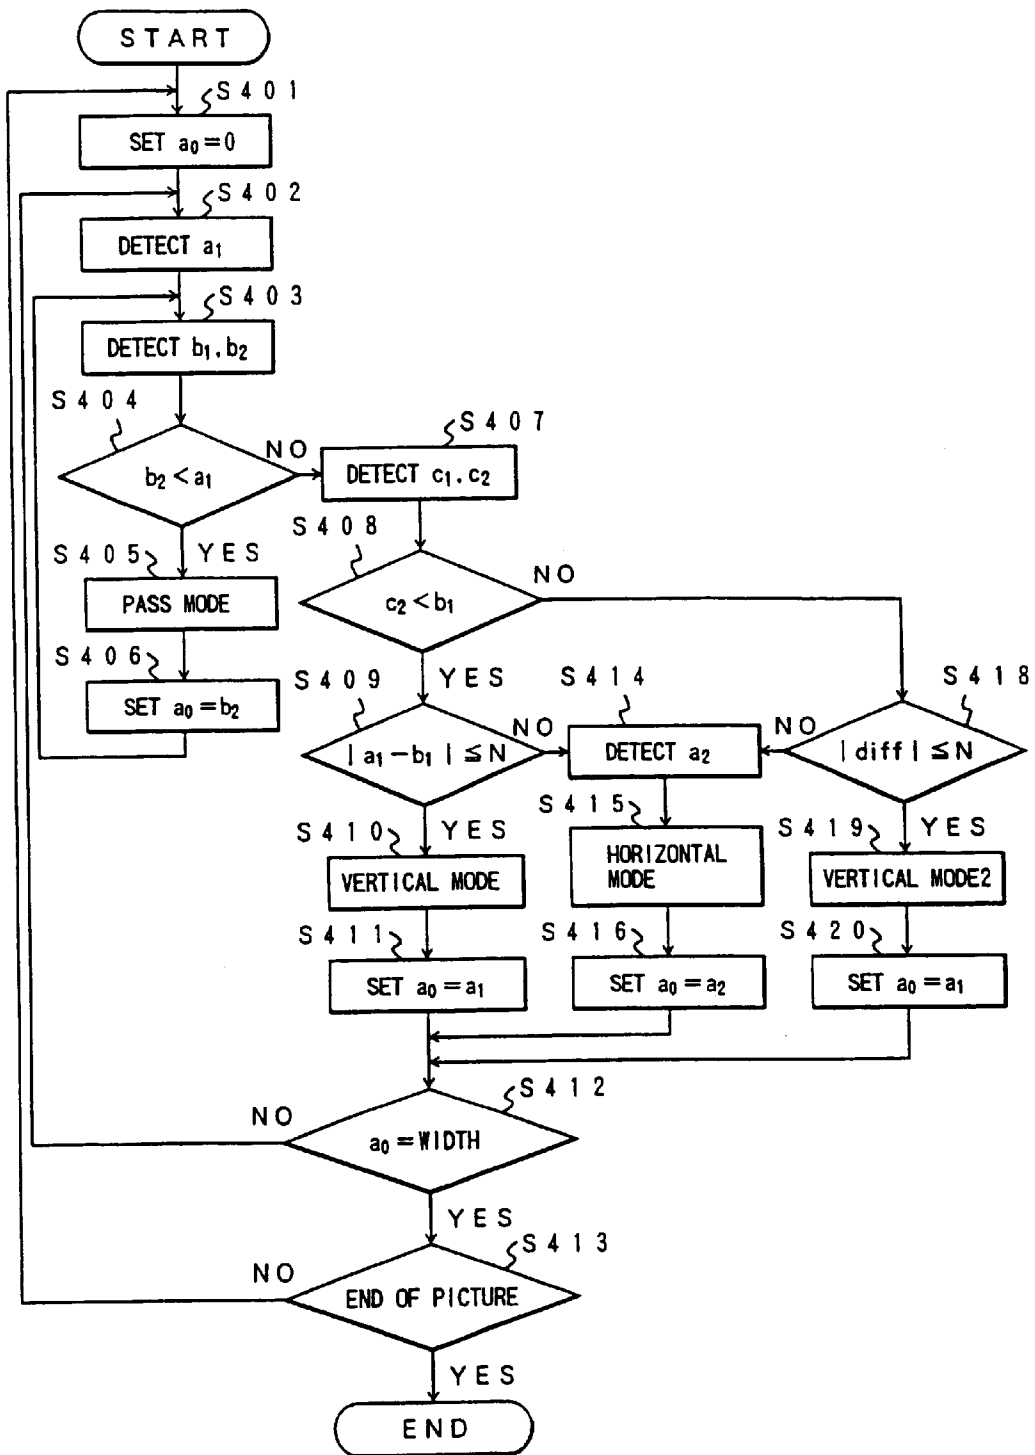 START
S401
SET a₀=0
S402
DETECT a₁
S403
DETECT b₁.b₂
S404
b₂<a₁
NO
YES
S405
PASS MODE
S406
SET a₀=b₂
S407
DETECT c₁.c₂
S408
c₂<b₁
NO
YES
S409
|a₁−b₁|≦N
NO
YES
S410
VERTICAL MODE
S411
SET a₀=a₁
S414
DETECT a₂
S415
HORIZONTAL
MODE
S416
SET a₀=a₂
S418
|diff|≦N
NO
YES
S419
VERTICAL MODE2
S420
SET a₀=a₁
S412
a₀=WIDTH
NO
YES
S413
END OF PICTURE
NO
YES
END